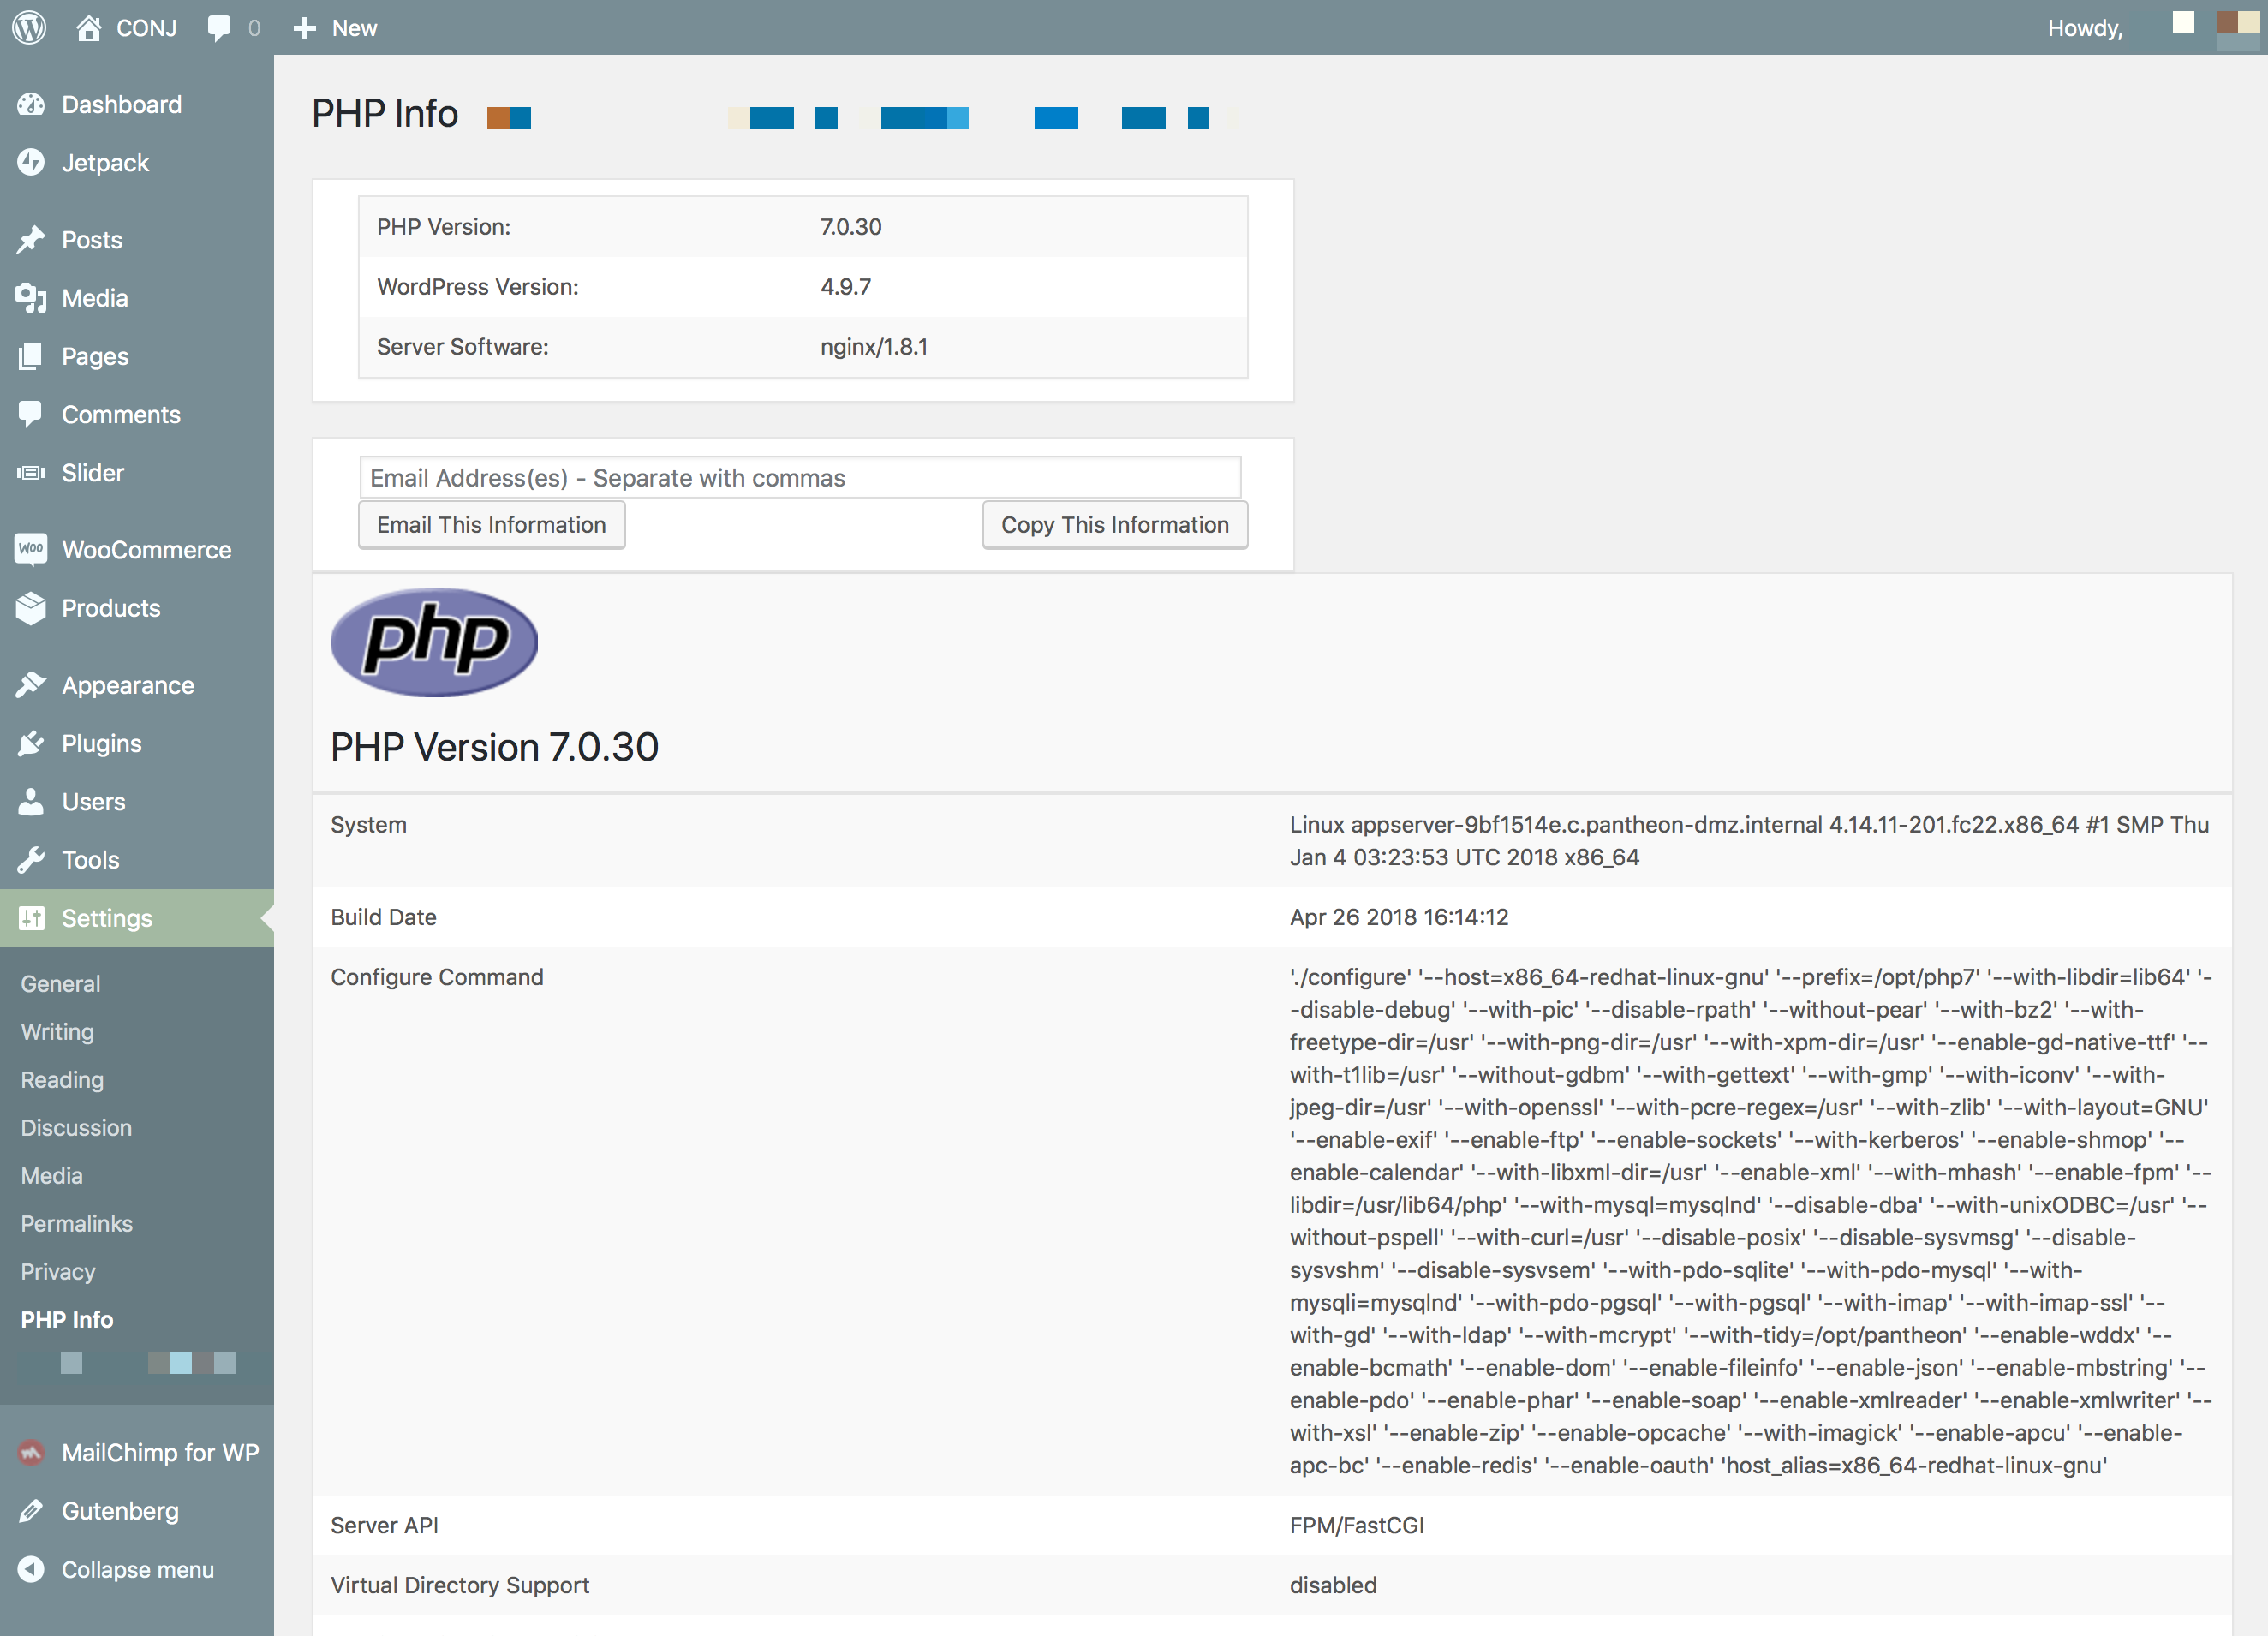 CONJ
0
New
Howdy,
Dashboard
Jetpack
Posts
Media
Pages
Comments
Slider
Woo
WooCommerce
Products
Appearance
Plugins
Users
Tools
Settings
General
Writing
Reading
Discussion
Media
Permalinks
Privacy
PHP Info
MailChimp for WP
Gutenberg
Collapse menu
PHP Info
PHP Version: 7.0.30
WordPress Version: 4.9.7
Server Software: nginx/1.8.1
Email Address(es) - Separate with commas
Email This Information Copy This Information
php
PHP Version 7.0.30
System
Linux appserver-9bf1514e.c.pantheon-dmz.internal 4.14.11-201.fc22.x86_64 #1 SMP Thu
Jan 4 03:23:53 UTC 2018 x86_64
Build Date
Apr 26 2018 16:14:12
Configure Command
'./configure' '--host=x86_64-redhat-linux-gnu' '--prefix=/opt/php7' '--with-libdir=lib64' '-
-disable-debug' '--with-pic' '--disable-rpath' '--without-pear' '--with-bz2' '--with-
freetype-dir=/usr' '--with-png-dir=/usr' '--with-xpm-dir=/usr' '--enable-gd-native-ttf' '--
with-t1lib=/usr' '--without-gdbm' '--with-gettext' '--with-gmp' '--with-iconv' '--with-
jpeg-dir=/usr' '--with-openssl' '--with-pcre-regex=/usr' '--with-zlib' '--with-layout=GNU'
'--enable-exif' '--enable-ftp' '--enable-sockets' '--with-kerberos' '--enable-shmop' '--
enable-calendar' '--with-libxml-dir=/usr' '--enable-xml' '--with-mhash' '--enable-fpm' '--
libdir=/usr/lib64/php' '--with-mysql=mysqlnd' '--disable-dba' '--with-unixODBC=/usr' '--
without-pspell' '--with-curl=/usr' '--disable-posix' '--disable-sysvmsg' '--disable-
sysvshm' '--disable-sysvsem' '--with-pdo-sqlite' '--with-pdo-mysql' '--with-
mysqli=mysqlnd' '--with-pdo-pgsql' '--with-pgsql' '--with-imap' '--with-imap-ssl' '--
with-gd' '--with-ldap' '--with-mcrypt' '--with-tidy=/opt/pantheon' '--enable-wddx' '--
enable-bcmath' '--enable-dom' '--enable-fileinfo' '--enable-json' '--enable-mbstring' '--
enable-pdo' '--enable-phar' '--enable-soap' '--enable-xmlreader' '--enable-xmlwriter' '--
with-xsl' '--enable-zip' '--enable-opcache' '--with-imagick' '--enable-apcu' '--enable-
apc-bc' '--enable-redis' '--enable-oauth' 'host_alias=x86_64-redhat-linux-gnu'
Server API
FPM/FastCGI
Virtual Directory Support
disabled